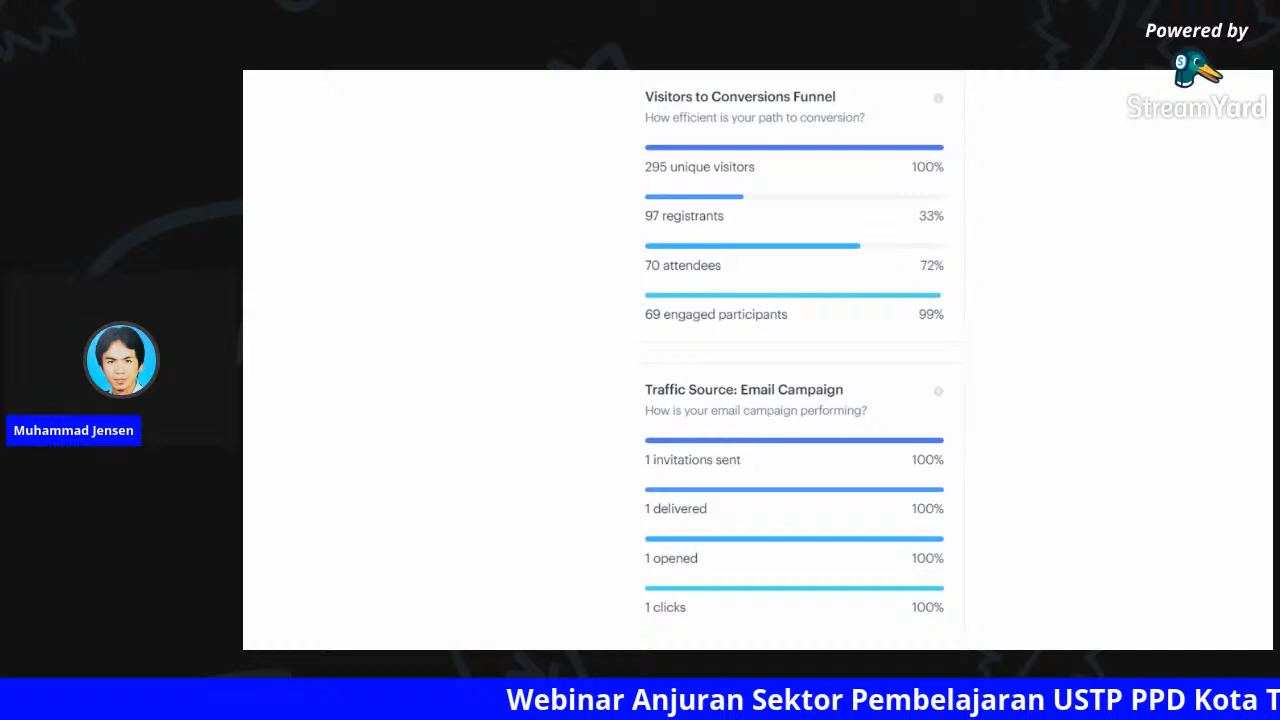 Powered by
StreamYard
Visitors to Conversions Funnel
How efficient is your path to conversion?
295 unique visitors 100%
97 registrants 33%
70 attendees 72%
69 engaged participants 99%
Traffic Source: Email Campaign
How is your email campaign performing?
1 invitations sent 100%
1 delivered 100%
1 opened 100%
1 clicks 100%
Muhammad Jensen
Webinar Anjuran Sektor Pembelajaran USTP PPD Kota T